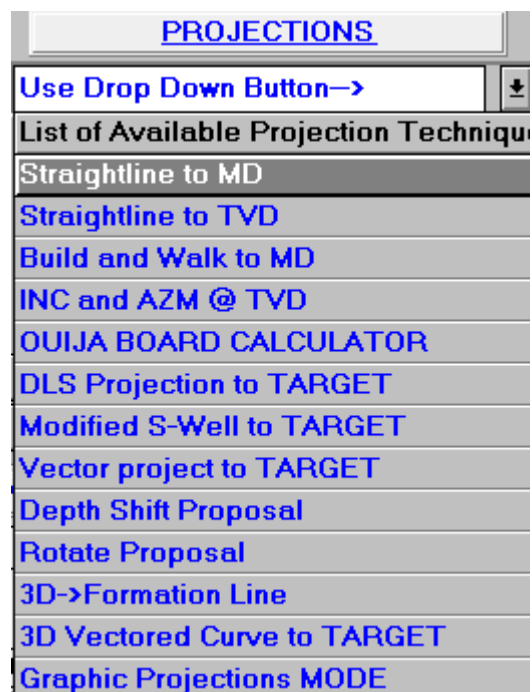 PROJECTIONS
Use Drop Down Button-->
List of Available Projection
Straightline to MD
Straightline to TVD
Build and Walk to MD
INC and AZM @ TVD
OUIJA BOARD CALCULATOR
DLS Projection to TARGET
Modified S-Well to TARGET
Vector project to TARGET
Depth Shift Proposal
Rotate Proposal
3D->Formation Line
3D Vectored Curve to TARGET
Graphic Projections MODE